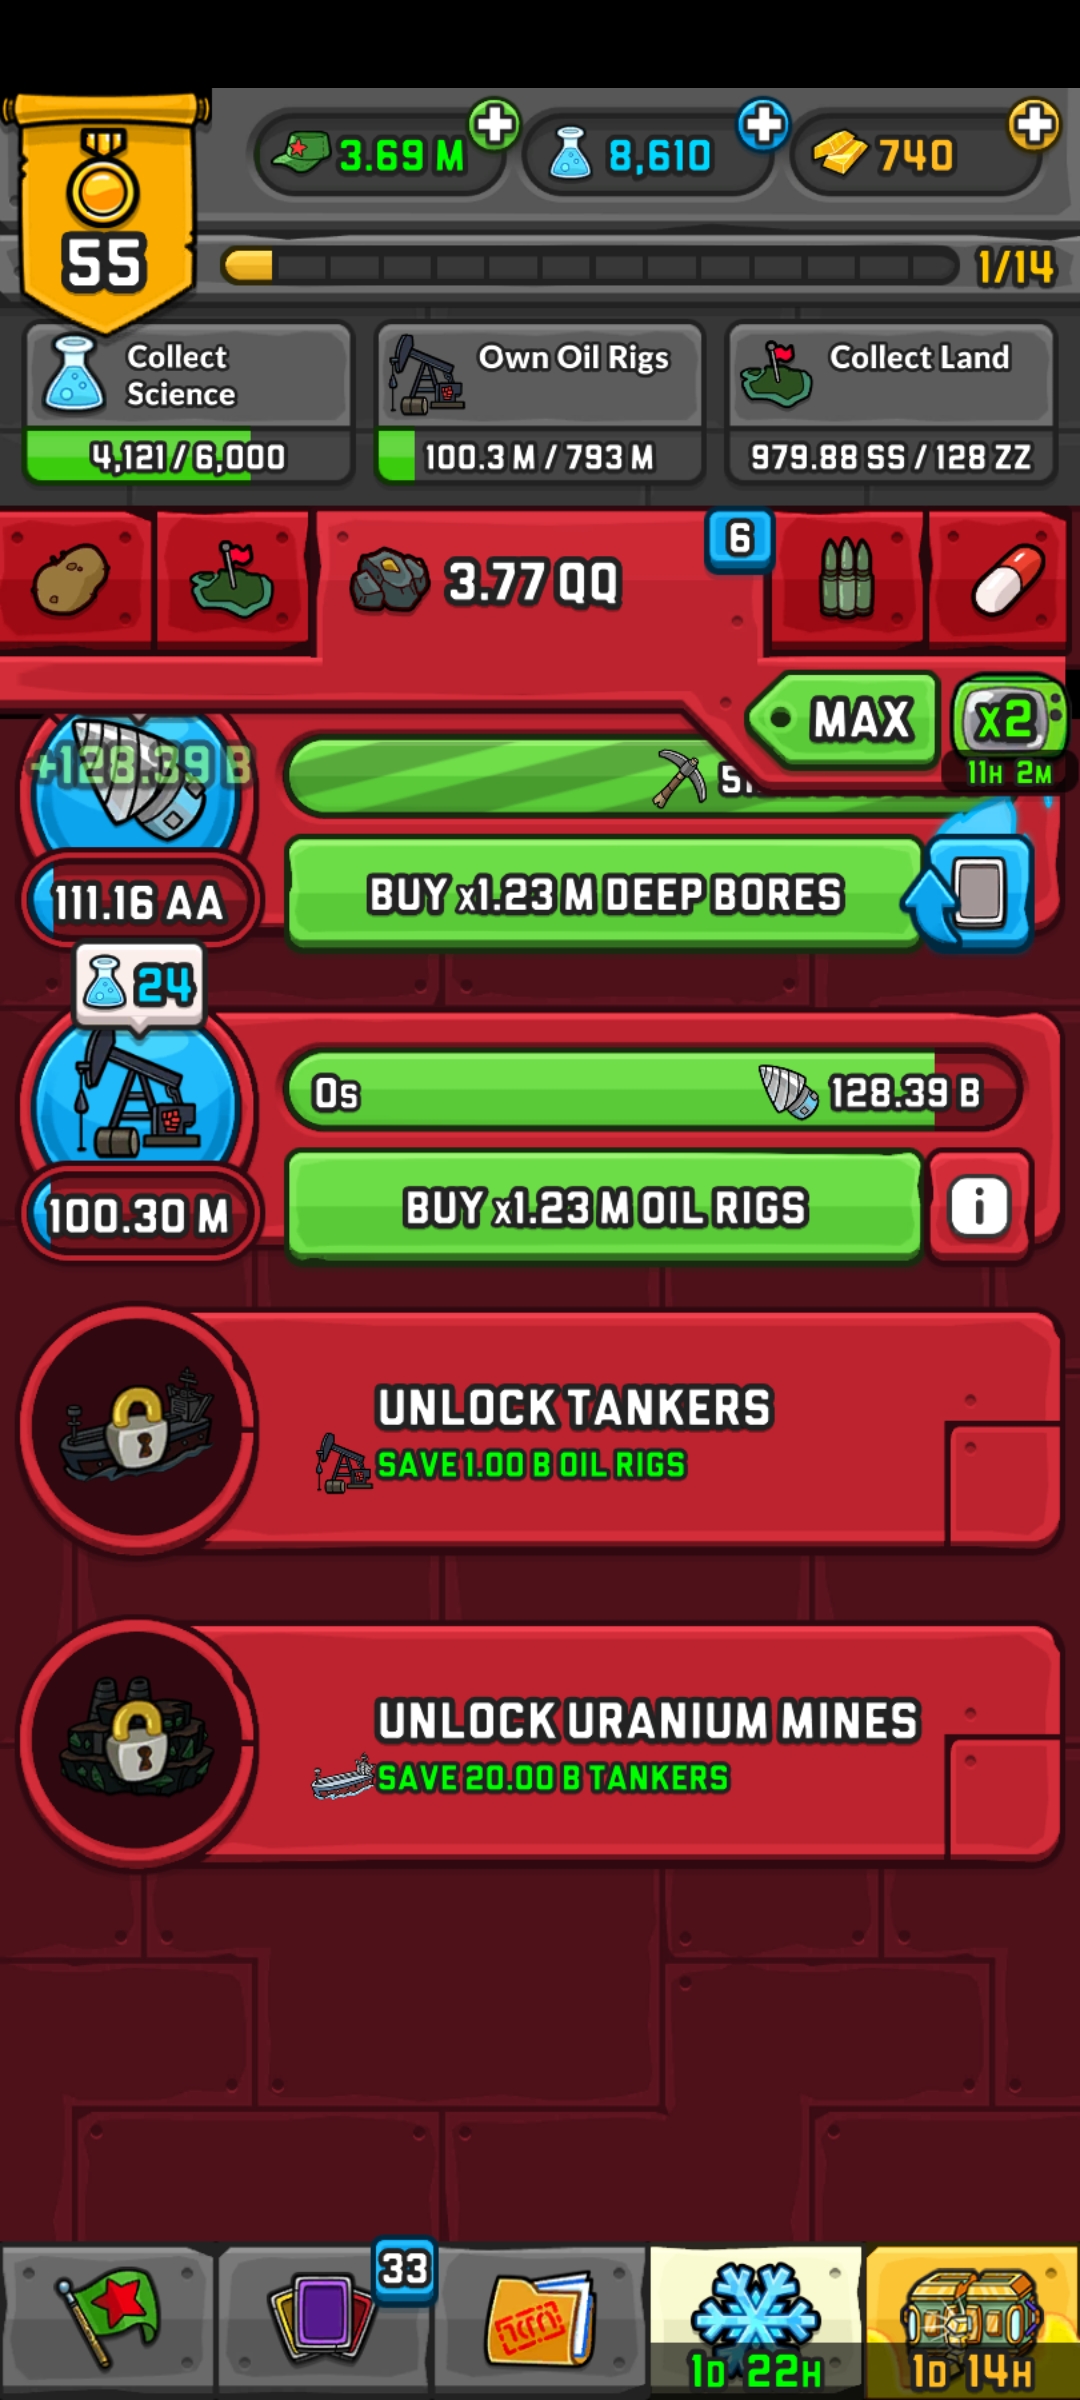 3.69 M
8,610
740
55
1/14
Collect
Science
4,121 / 6,000
Own Oil Rigs
100.3 M / 793 M
Collect Land
979.88 SS / 128 ZZ
3.77 QQ
6
MAX
x2
11H 2M
+128.39 B
BUY x1.23 M DEEP BORES
111.16 AA
24
0s
128.39 B
BUY x1.23 M OIL RIGS
i
100.30 M
UNLOCK TANKERS
SAVE 1.00 B OIL RIGS
UNLOCK URANIUM MINES
SAVE 20.00 B TANKERS
33
1D 22H
1D 14H